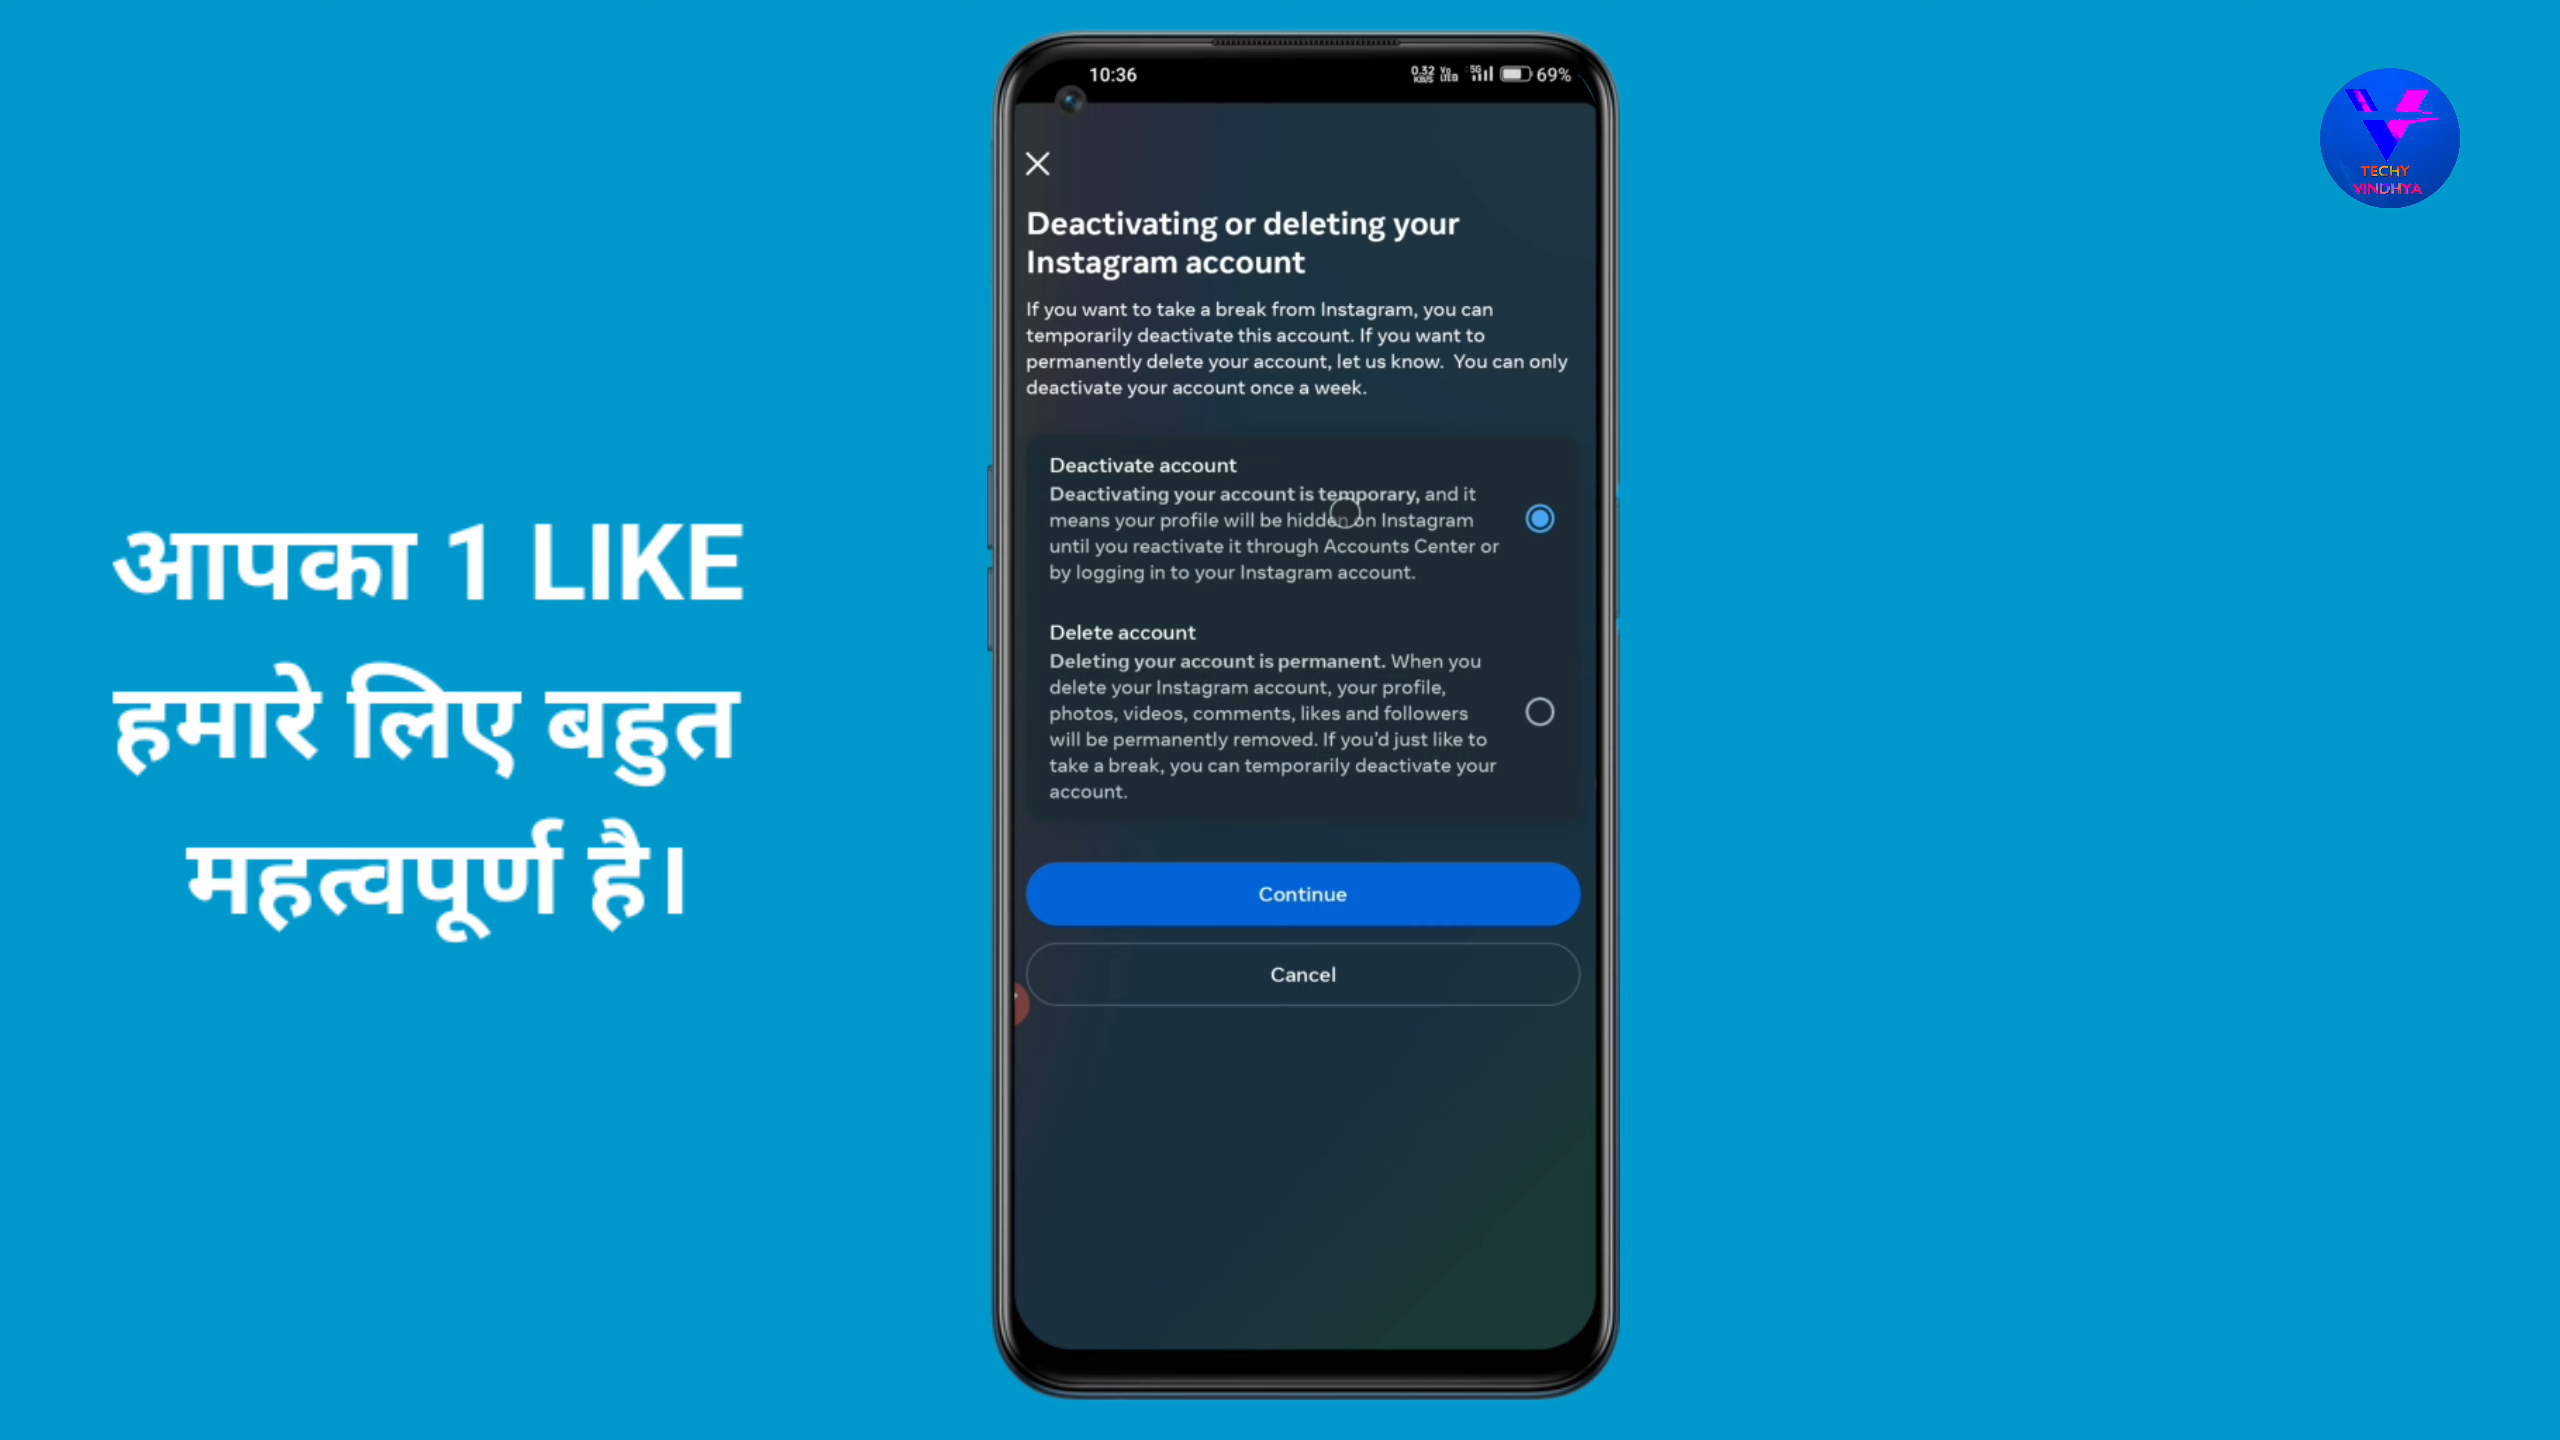 आपका 1 LIKE
हमारे लिए बहुत
महत्वपूर्ण है।
10:36
0.32 KB/S Vo LTE 5G 69%
Deactivating or deleting your
Instagram account
If you want to take a break from Instagram, you can
temporarily deactivate this account. If you want to
permanently delete your account, let us know. You can only
deactivate your account once a week.
Deactivate account
Deactivating your account is temporary, and it
means your profile will be hidden on Instagram
until you reactivate it through Accounts Center or
by logging in to your Instagram account.
Delete account
Deleting your account is permanent. When you
delete your Instagram account, your profile,
photos, videos, comments, likes and followers
will be permanently removed. If you’d just like to
take a break, you can temporarily deactivate your
account.
Continue
Cancel
TECHY
VINDHYA